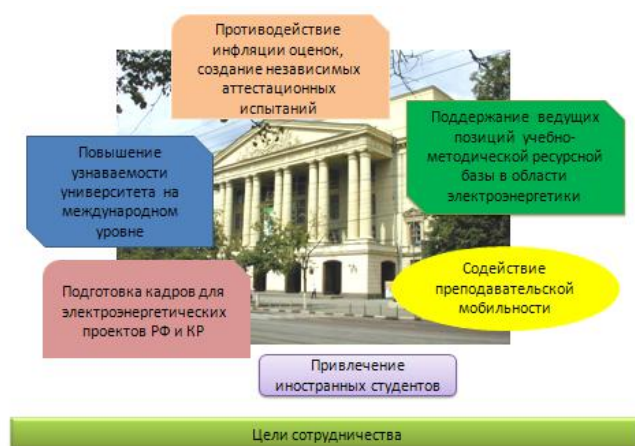 Противодействие
инфляции оценок,
создание независимых
аттестационных
испытаний
Поддержание ведущих
позиций учебно-
методической ресурсной
базы в области
электроэнергетики
Повышение
узнаваемости
университета на
международном
уровне
Содействие
преподавательской
мобильности
Подготовка кадров для
электроэнергетических
проектов РФ и КР
Привлечение
иностранных студентов
Цели сотрудничества